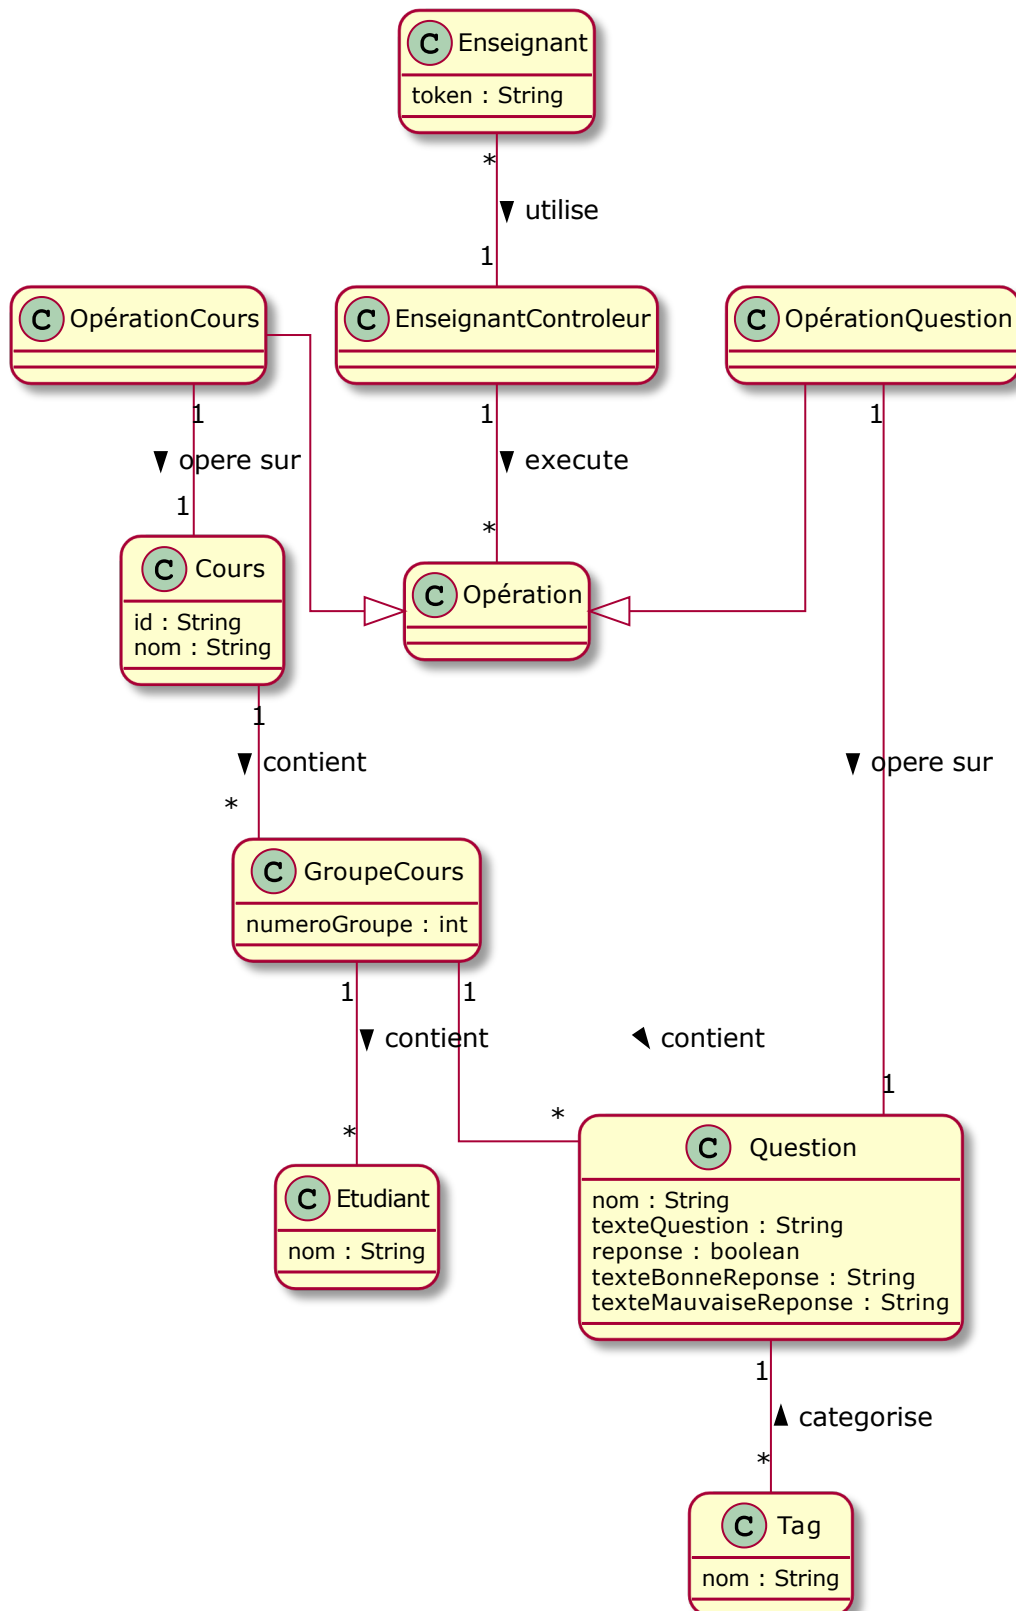 C Enseignant
token : String
*
utilise
1
C OpérationCours
C EnseignantControleur
C OpérationQuestion
1
1
1
opere sur
execute
1
*
C Cours
id : String
nom : String
C Opération
1
contient
opere sur
*
C GroupeCours
numeroGroupe : int
1
1
contient
contient
*
*
1
C Etudiant
nom : String
C Question
nom : String
texteQuestion : String
reponse : boolean
texteBonneReponse : String
texteMauvaiseReponse : String
1
categorise
*
C Tag
nom : String